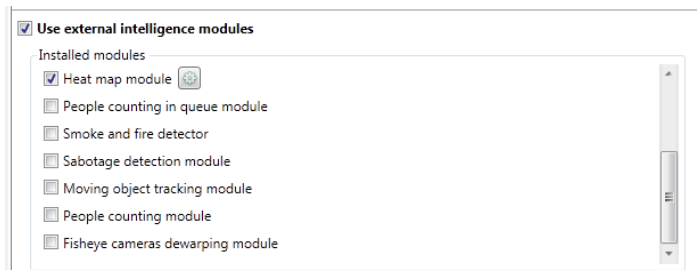 Use external intelligence modules
Installed modules
Heat map module
People counting in queue module
Smoke and fire detector
Sabotage detection module
Moving object tracking module
People counting module
Fisheye cameras dewarping module